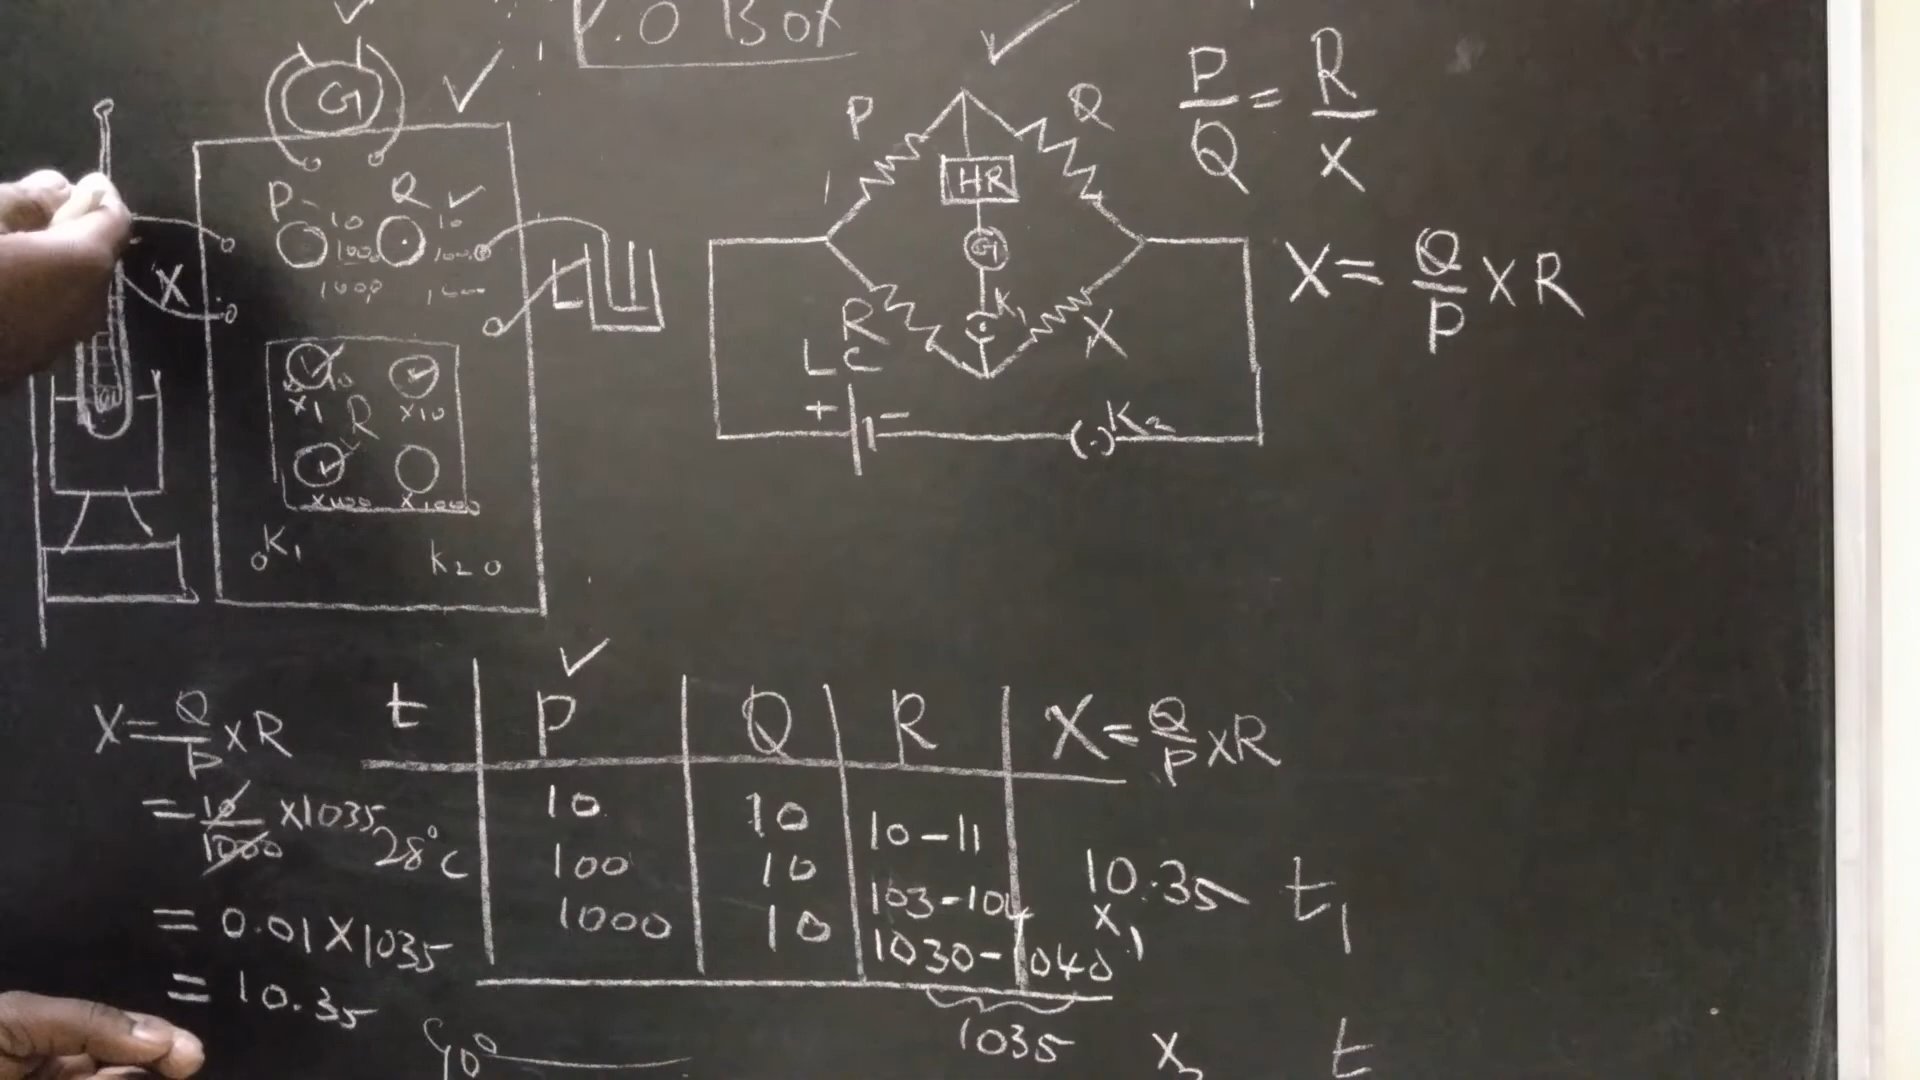 P.O Box
G
P Q
10 10
100 100
1000
X
R
x1 x10
x100 x1000
K1 K2
P Q
HR
G
K1
R X
LC
+ -
(.) K2
P/Q = R/X
X = Q/P X R
t P Q R X = Q/P X R
28°C
10 10 10-11
100 10 103-104
1000 10 1030-1040
10.35 t1
X1
1035
X = Q/P X R
= 10/1000 X 1035
= 0.01 X 1035
= 10.35
90°
X2 t